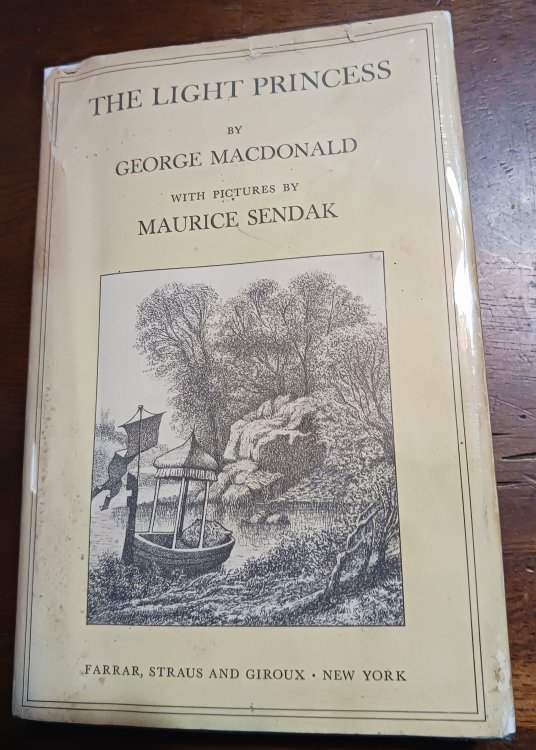 THE LIGHT PRINCESS
BY
GEORGE MACDONALD
WITH PICTURES BY
MAURICE SENDAK
FARRAR, STRAUS AND GIROUX • NEW YORK